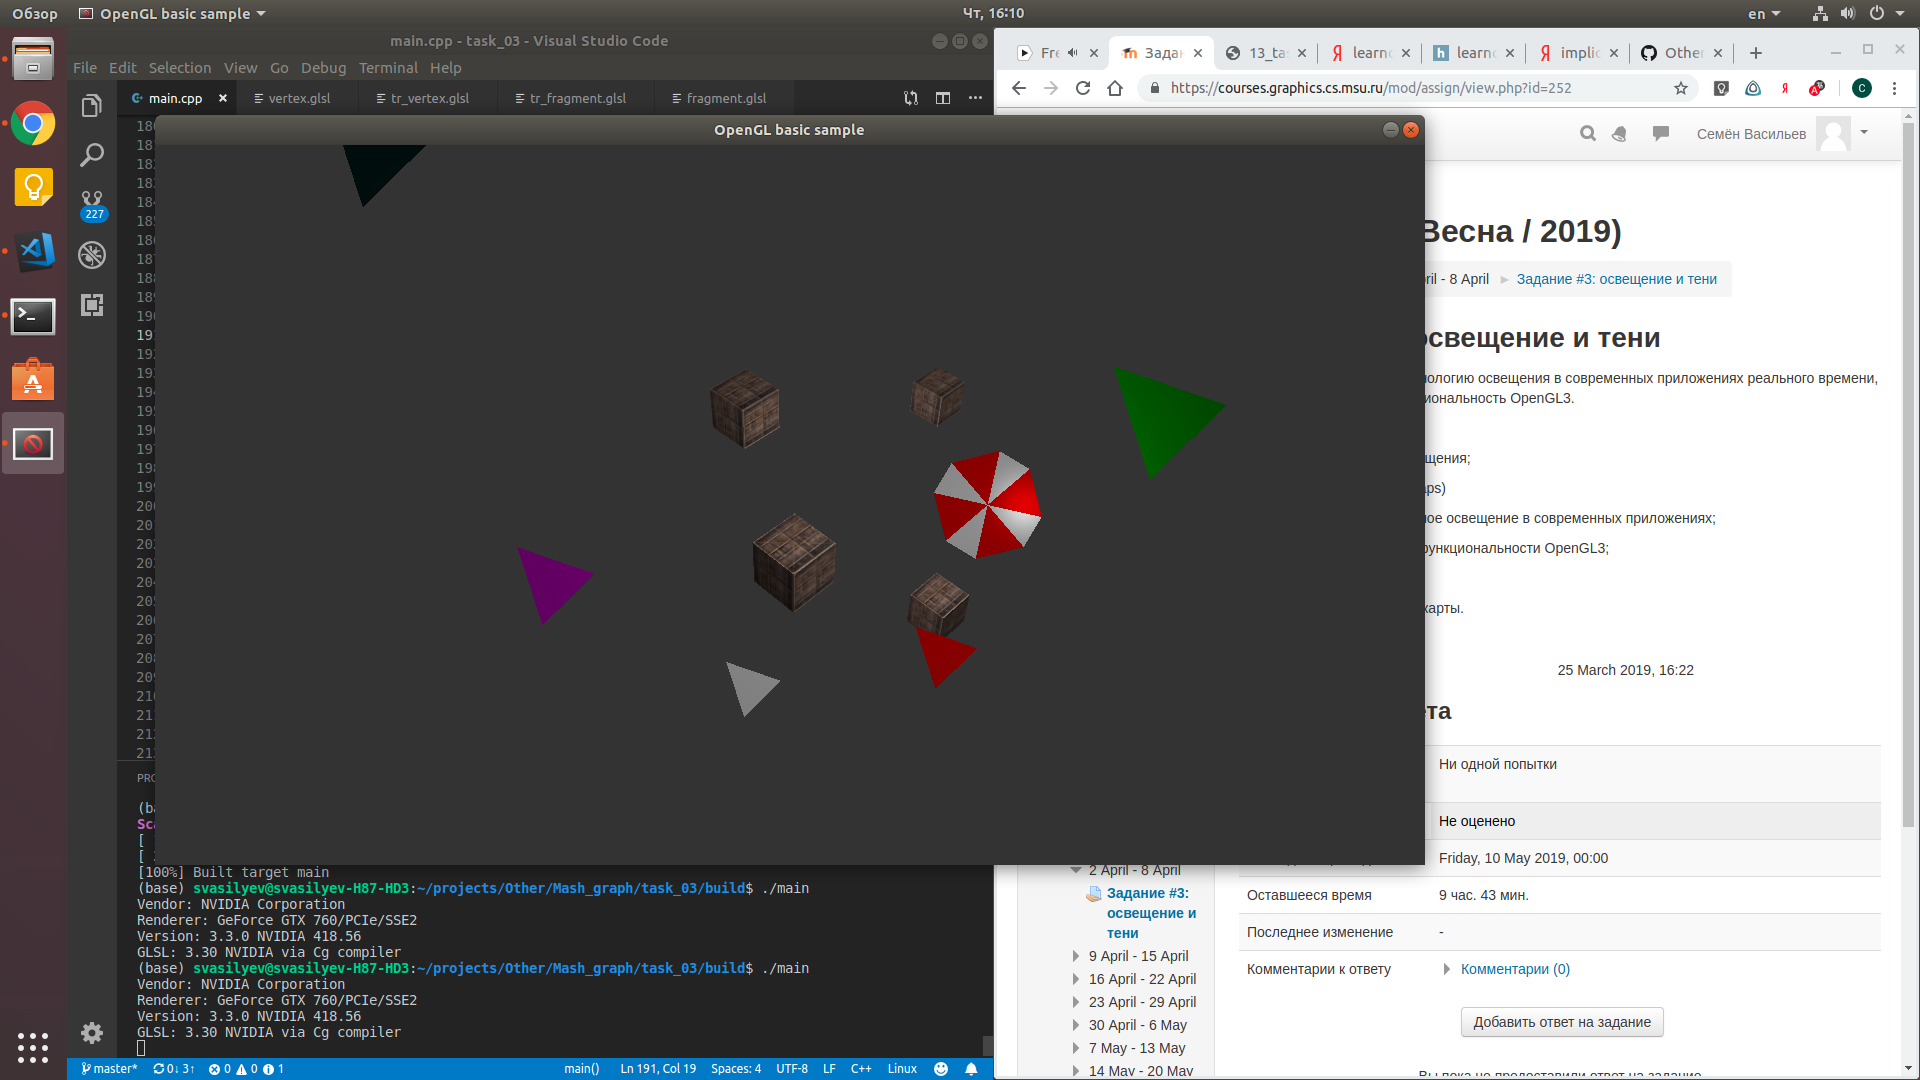 Обзор
OpenGL basic sample
Чт, 16:10
en
main.cpp - task_03 - Visual Studio Code
File Edit Selection View Go Debug Terminal Help
main.cpp
vertex.glsl
tr_vertex.glsl
tr_fragment.glsl
fragment.glsl
Задан
13_ta
learn
learn
implic
Other
https://courses.graphics.cs.msu.ru/mod/assign/view.php?id=252
OpenGL basic sample
Семён Васильев
227
Весна / 2019)
ril - 8 April
Задание #3: освещение и тени
освещение и тени
ологию освещения в современных приложениях реального времени,
иональность OpenGL3.
щения;
aps)
ое освещение в современных приложениях;
ункциональности OpenGL3;
карты.
25 March 2019, 16:22
ета
Ни одной попытки
Не оценено
Friday, 10 May 2019, 00:00
Оставшееся время
9 час. 43 мин.
Последнее изменение
-
Комментарии к ответу
Комментарии (0)
Добавить ответ на задание
Вы пока не предоставили ответ на задание
2 April - 8 April
Задание #3:
освещение и
тени
9 April - 15 April
16 April - 22 April
23 April - 29 April
30 April - 6 May
7 May - 13 May
14 May - 20 May
191
[100%] Built target main
(base) svasilyev@svasilyev-H87-HD3:~/projects/Other/Mash_graph/task_03/build$ ./main
Vendor: NVIDIA Corporation
Renderer: GeForce GTX 760/PCIe/SSE2
Version: 3.3.0 NVIDIA 418.56
GLSL: 3.30 NVIDIA via Cg compiler
(base) svasilyev@svasilyev-H87-HD3:~/projects/Other/Mash_graph/task_03/build$ ./main
Vendor: NVIDIA Corporation
Renderer: GeForce GTX 760/PCIe/SSE2
Version: 3.3.0 NVIDIA 418.56
GLSL: 3.30 NVIDIA via Cg compiler
master* 0↓ 3↑ 0 0 1
main() Ln 191, Col 19 Spaces: 4 UTF-8 LF C++ Linux